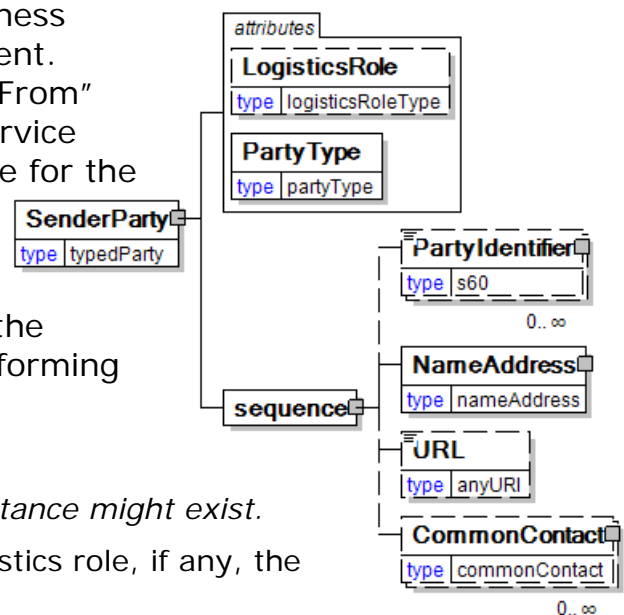 ness
ent.
From"
rvice
e for the
the
forming
tance might exist.
stics role, if any, the
attributes
LogisticsRole
type logisticsRoleType
PartyType
type partyType
SenderParty
type typedParty
PartyIdentifier
type s60
0.. ∞
NameAddress
type nameAddress
sequence
URL
type anyURI
CommonContact
type commonContact
0.. ∞